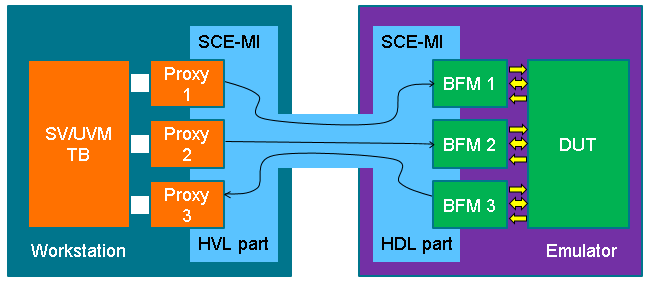 SCE-MI
SCE-MI
SV/UVM
TB
Proxy
1
Proxy
2
Proxy
3
BFM 1
BFM 2
BFM 3
DUT
Workstation
HVL part
HDL part
Emulator